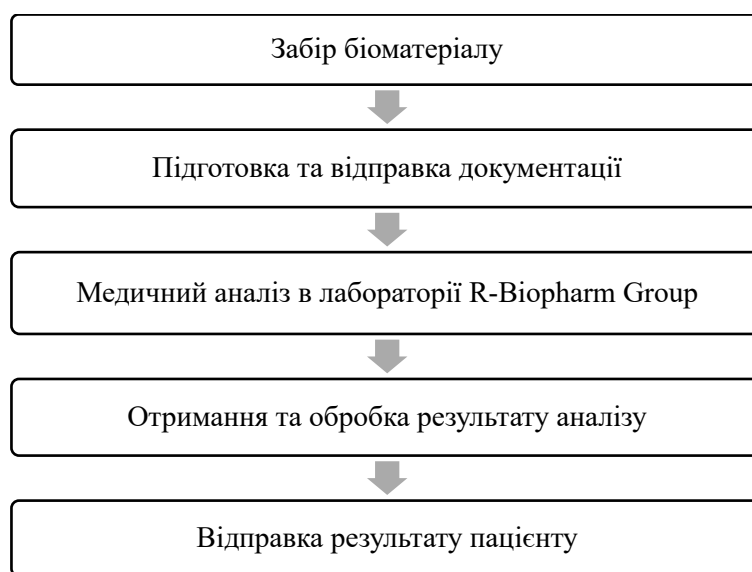 Забір біоматеріалу
Підготовка та відправка документації
Медичний аналіз в лабораторії R-Biopharm Group
Отримання та обробка результату аналізу
Відправка результату пацієнту